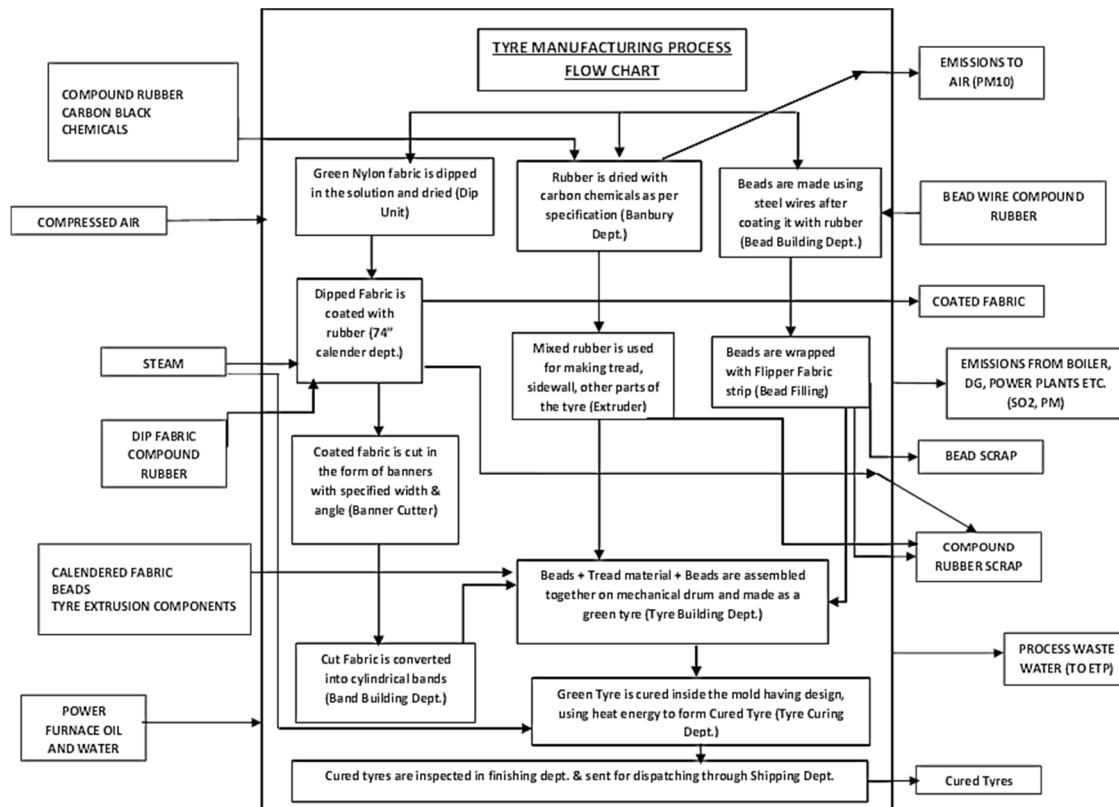 TYRE MANUFACTURING PROCESS
FLOW CHART
COMPOUND RUBBER
CARBON BLACK
CHEMICALS
EMISSIONS TO
AIR (PM10)
Green Nylon fabric is dipped
in the solution and dried (Dip
Unit)
Rubber is dried with
carbon chemicals as per
specification (Banbury
Dept.)
Beads are made using
steel wires after
coating it with rubber
(Bead Building Dept.)
BEAD WIRE COMPOUND
RUBBER
COMPRESSED AIR
Dipped Fabric is
coated with
rubber (74”
calender dept.)
COATED FABRIC
STEAM
Mixed rubber is used
for making tread,
sidewall, other parts of
the tyre (Extruder)
Beads are wrapped
with Flipper Fabric
strip (Bead Filling)
EMISSIONS FROM BOILER,
DG, POWER PLANTS ETC.
(SO2, PM)
DIP FABRIC
COMPOUND
RUBBER
Coated fabric is cut
in the form of banners
with specified width &
angle (Banner Cutter)
BEAD SCRAP
COMPOUND
RUBBER SCRAP
CALENDERED FABRIC
BEADS
TYRE EXTRUSION COMPONENTS
Beads + Tread material + Beads are assembled
together on mechanical drum and made as a
green tyre (Tyre Building Dept.)
Cut Fabric is converted
into cylindrical bands
(Band Building Dept.)
PROCESS WASTE
WATER (TO ETP)
Green Tyre is cured inside the mold having design,
using heat energy to form Cured Tyre (Tyre Curing
Dept.)
POWER
FURNACE OIL
AND WATER
Cured tyres are inspected in finishing dept. & sent for dispatching through Shipping Dept.
Cured Tyres